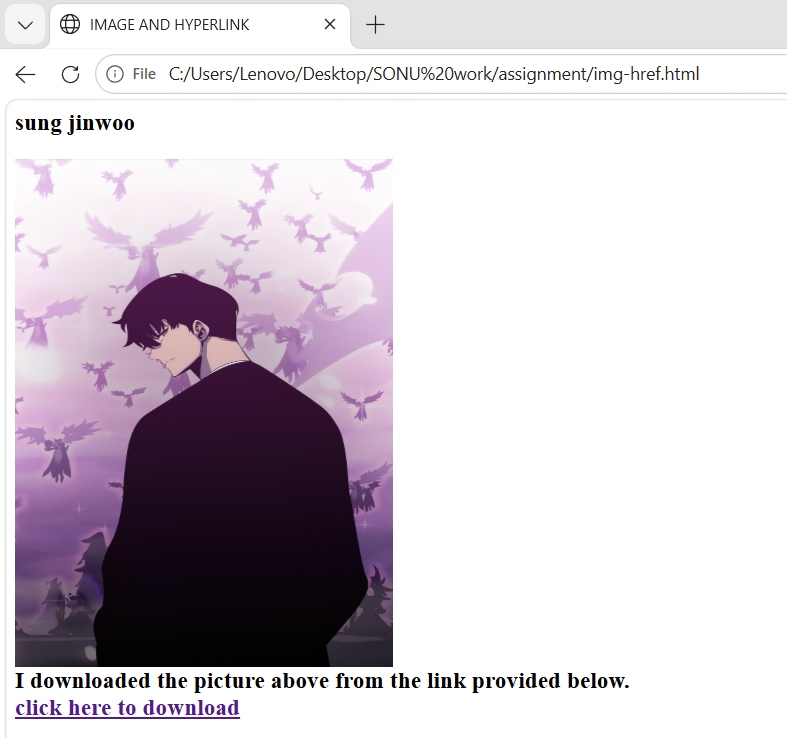 IMAGE AND HYPERLINK
File C:/Users/Lenovo/Desktop/SONU%20work/assignment/img-href.html
sung jinwoo
I downloaded the picture above from the link provided below.
click here to download